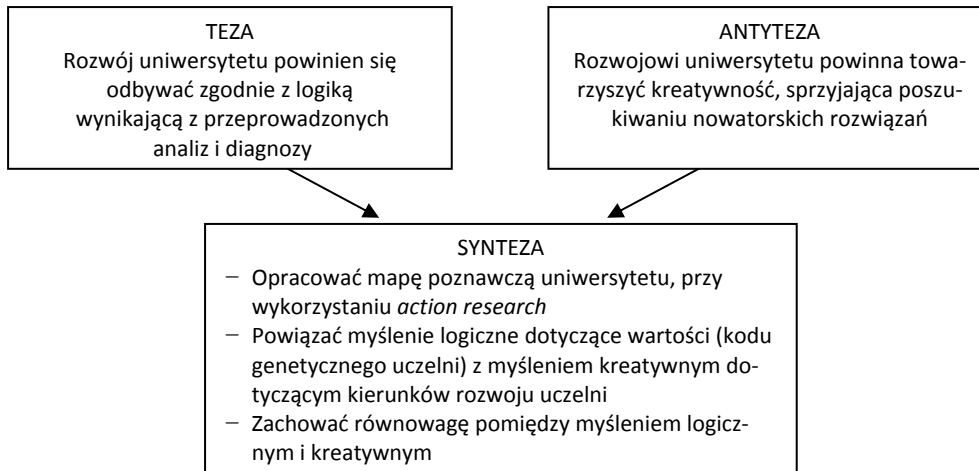 TEZA
Rozwój uniwersytetu powinien się
odbywać zgodnie z logiką
wynikającą z przeprowadzonych
analiz i diagnozy
ANTYTEZA
Rozwojowi uniwersytetu powinna towa-
rzyszyć kreatywność, sprzyjająca poszu-
kiwaniu nowatorskich rozwiązań
SYNTEZA
− Opracować mapę poznawczą uniwersytetu, przy
wykorzystaniu action research
− Powiązać myślenie logiczne dotyczące wartości (kodu
genetycznego uczelni) z myśleniem kreatywnym do-
tyczącym kierunków rozwoju uczelni
− Zachować równowagę pomiędzy myśleniem logicz-
nym i kreatywnym